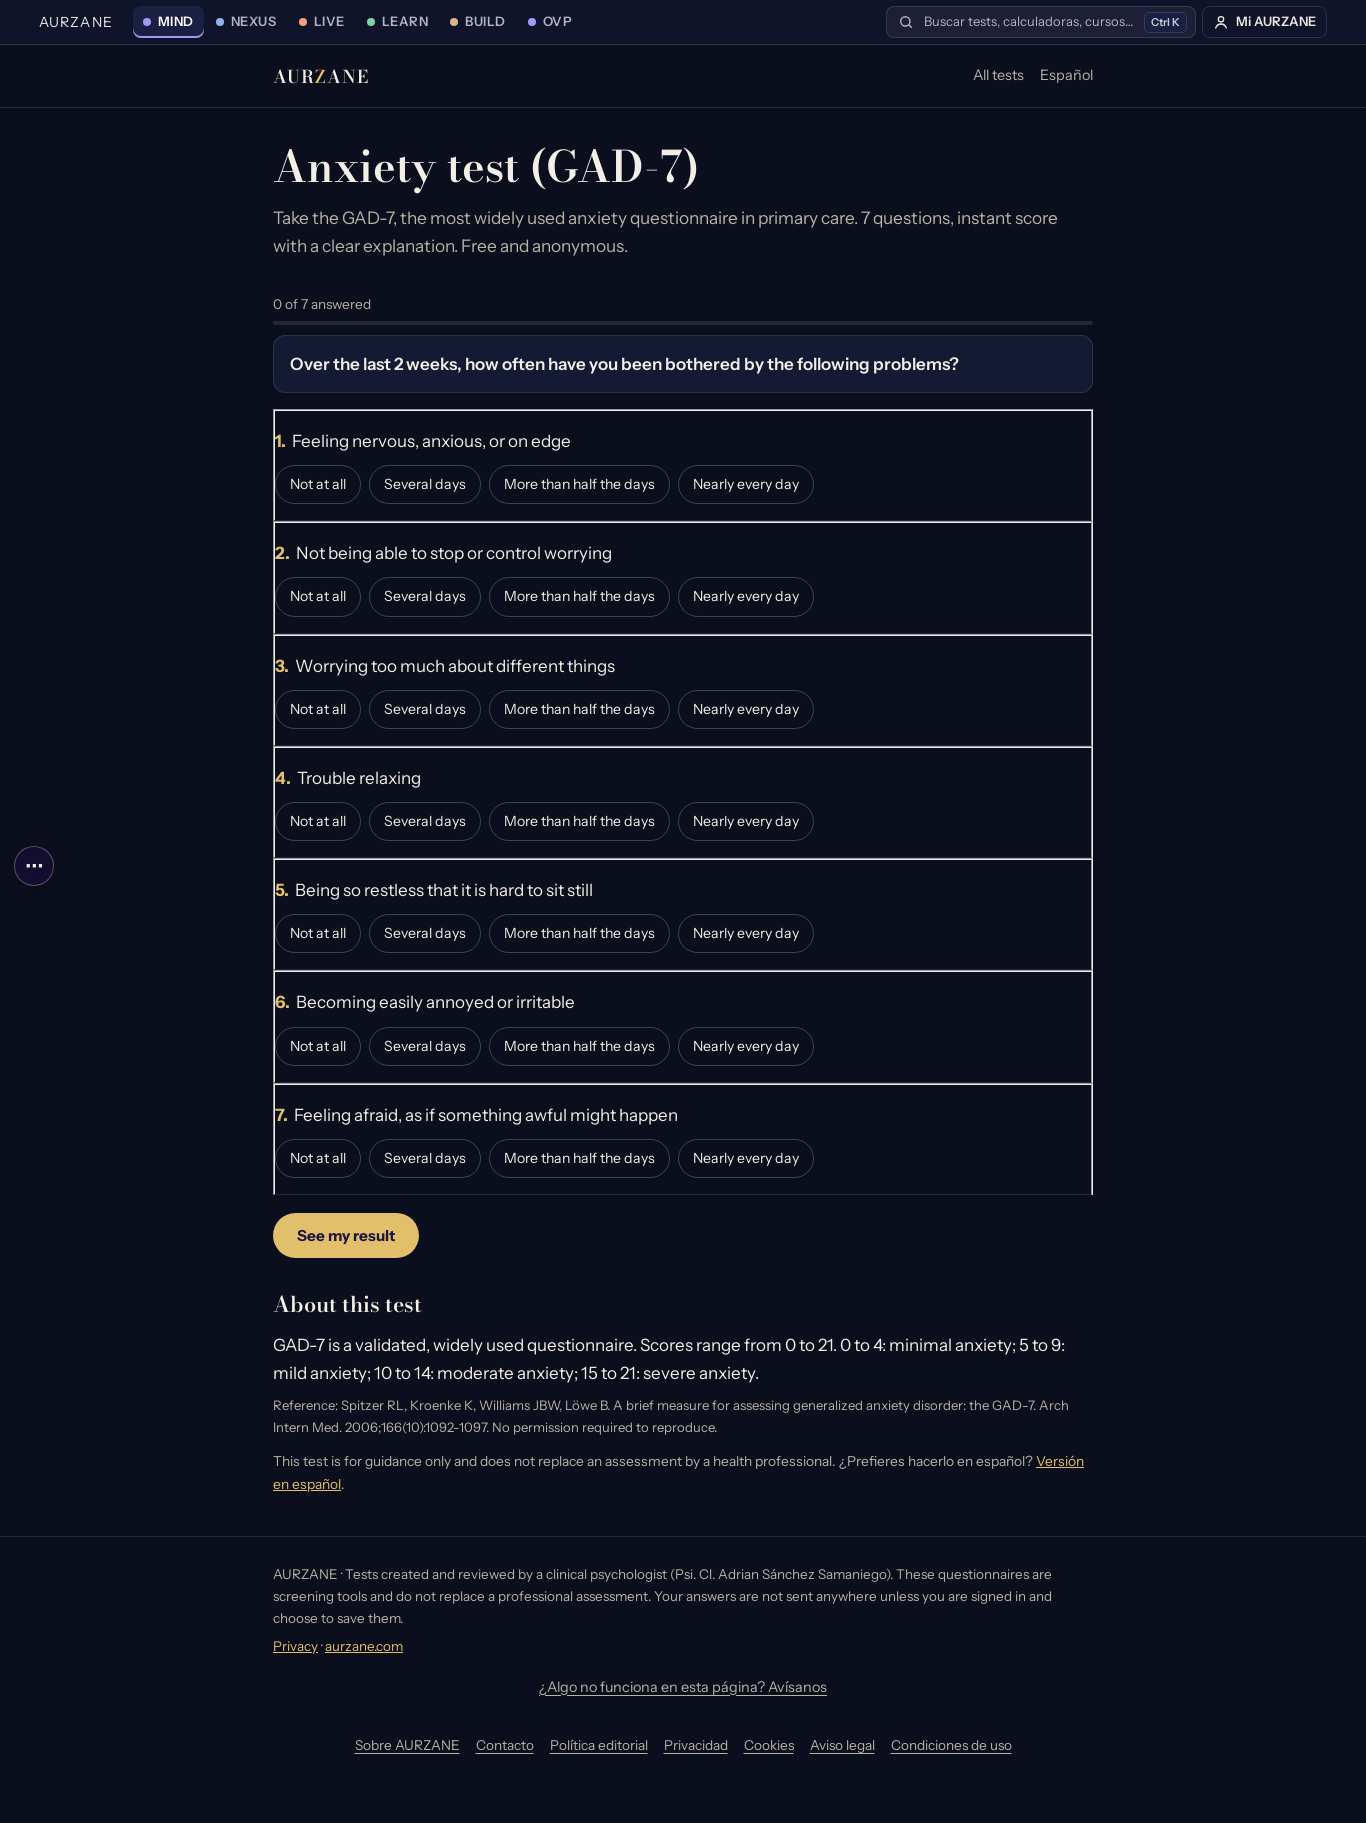 AURZANE MIND NEXUS LIVE LEARN BUILD OVP Buscar tests, calculadoras, cursos... Ctrl K Mi AURZANE
AURZANE All tests Español
Anxiety test (GAD-7)
Take the GAD-7, the most widely used anxiety questionnaire in primary care. 7 questions, instant score
with a clear explanation. Free and anonymous.
0 of 7 answered
Over the last 2 weeks, how often have you been bothered by the following problems?
1. Feeling nervous, anxious, or on edge
Not at all Several days More than half the days Nearly every day
2. Not being able to stop or control worrying
Not at all Several days More than half the days Nearly every day
3. Worrying too much about different things
Not at all Several days More than half the days Nearly every day
4. Trouble relaxing
Not at all Several days More than half the days Nearly every day
5. Being so restless that it is hard to sit still
Not at all Several days More than half the days Nearly every day
6. Becoming easily annoyed or irritable
Not at all Several days More than half the days Nearly every day
7. Feeling afraid, as if something awful might happen
Not at all Several days More than half the days Nearly every day
See my result
About this test
GAD-7 is a validated, widely used questionnaire. Scores range from 0 to 21. 0 to 4: minimal anxiety; 5 to 9:
mild anxiety; 10 to 14: moderate anxiety; 15 to 21: severe anxiety.
Reference: Spitzer RL, Kroenke K, Williams JBW, Löwe B. A brief measure for assessing generalized anxiety disorder: the GAD-7. Arch
Intern Med. 2006;166(10):1092-1097. No permission required to reproduce.
This test is for guidance only and does not replace an assessment by a health professional. ¿Prefieres hacerlo en español? Versión
en español.
AURZANE · Tests created and reviewed by a clinical psychologist (Psi. Cl. Adrian Sánchez Samaniego). These questionnaires are
screening tools and do not replace a professional assessment. Your answers are not sent anywhere unless you are signed in and
choose to save them.
Privacy · aurzane.com
¿Algo no funciona en esta página? Avísanos
Sobre AURZANE Contacto Política editorial Privacidad Cookies Aviso legal Condiciones de uso